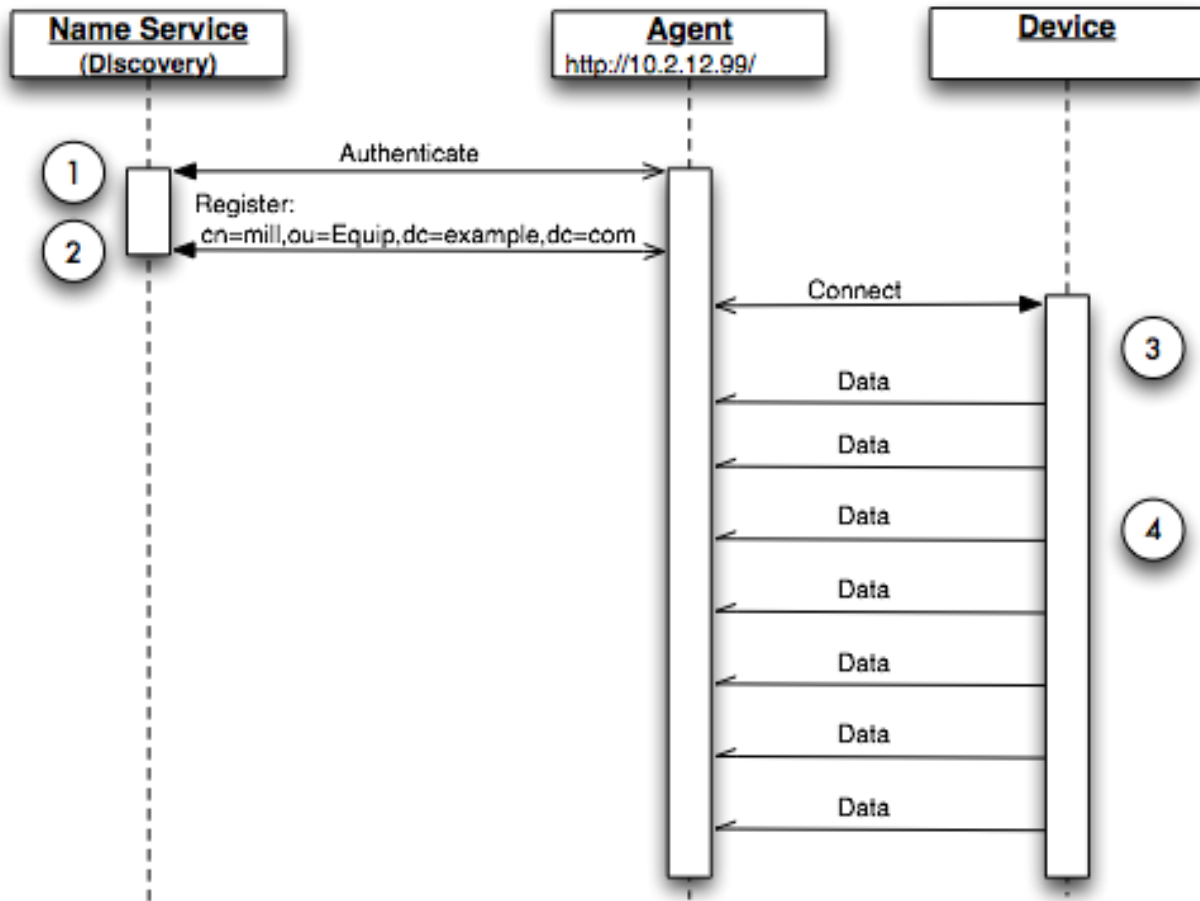 Name Service
(Discovery)
Agent
http://10.2.12.99/
Device
1
Authenticate
Register:
cn=mill,ou=Equip,dc=example,dc=com
2
Connect
3
Data
Data
Data
4
Data
Data
Data
Data